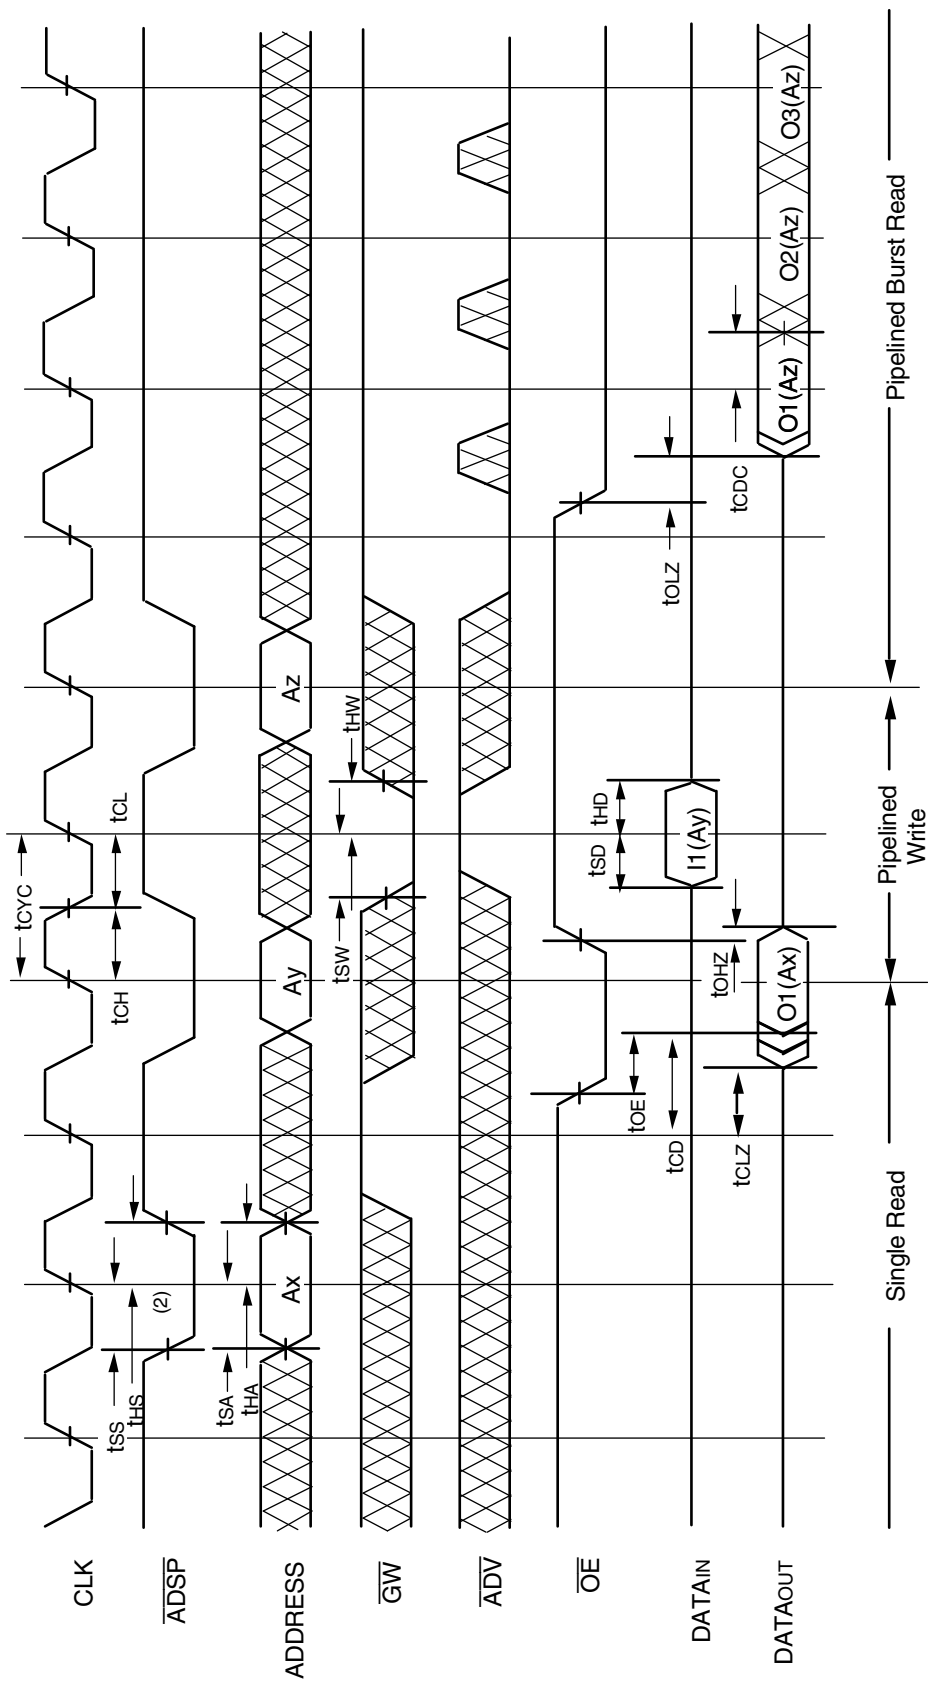 CLK
tCYC
tCH
tCL
ADSP
tSS
tHS
(2)
ADDRESS
tSA
tHA
Ax
Ay
Az
GW
tSW
tHW
ADV
OE
tOE
tOHZ
tOLZ
DATAIN
tSD
tHD
I1(Ay)
tCD
tCLZ
tCDC
DATAOUT
O1(Ax)
O1(Az)
O2(Az)
O3(Az)
Single Read
Pipelined
Write
Pipelined Burst Read